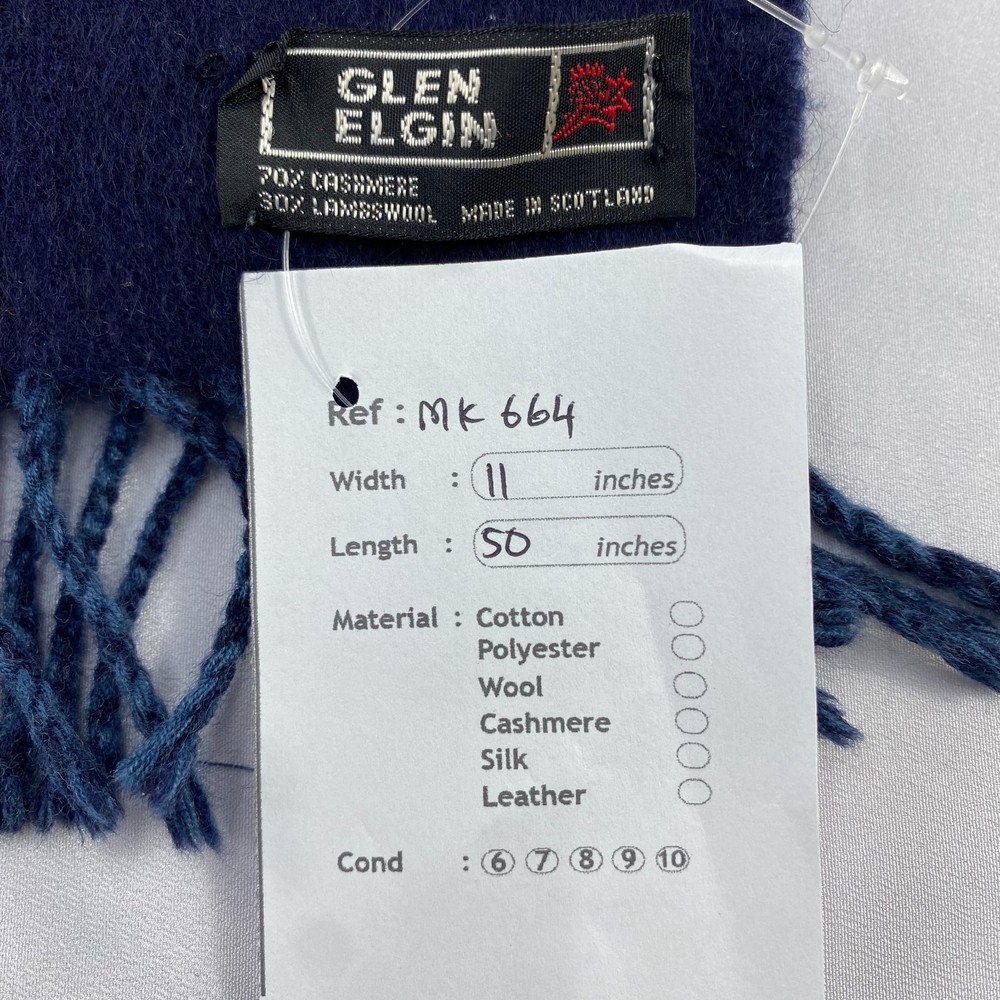 GLEN
ELGIN
70% CASHMERE
30% LAMBSWOOL MADE IN SCOTLAND
Ref : MK 664
Width : 11 inches
Length : 50 inches
Material : Cotton
Polyester
Wool
Cashmere
Silk
Leather
Cond : 6 7 8 9 10